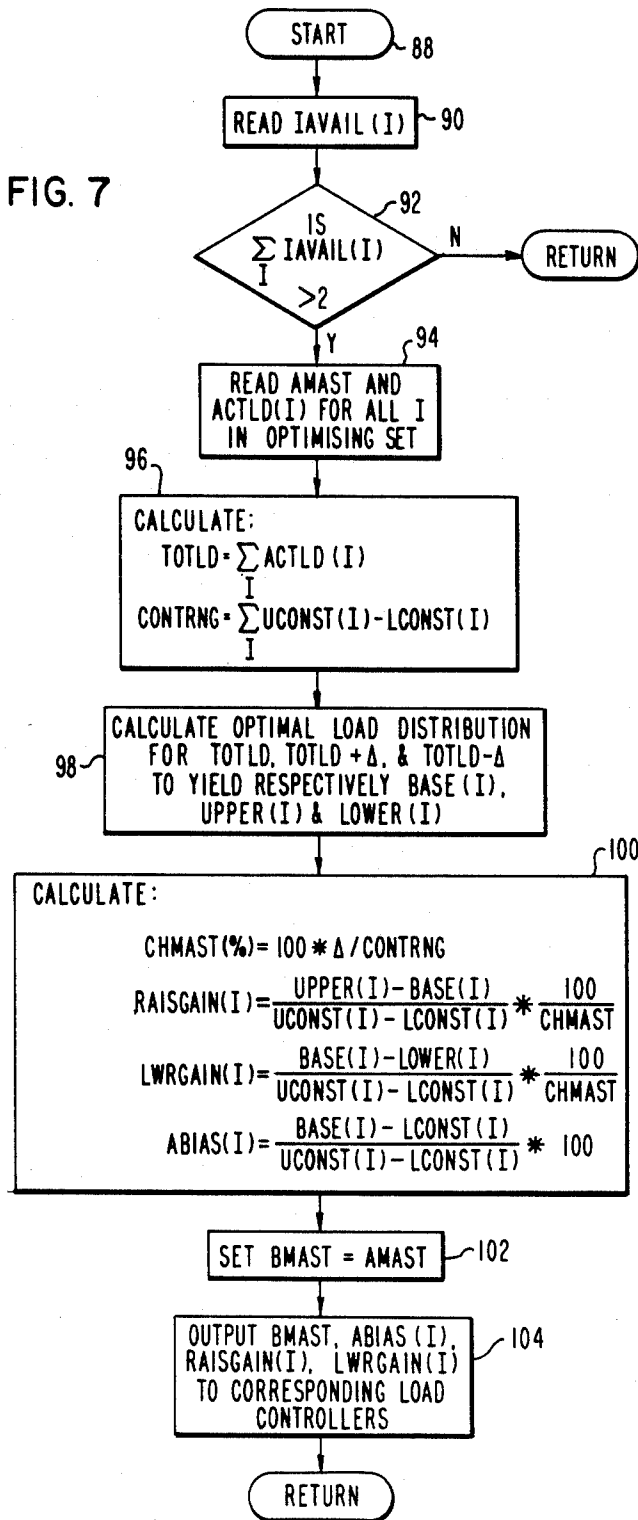 START
88
READ IAVAIL (I)
90
FIG. 7
92
IS
∑ IAVAIL(I)
I
>2
N
RETURN
Y
94
READ AMAST AND
ACTLD(I) FOR ALL I
IN OPTIMISING SET
96
CALCULATE:
TOTLD = ∑ ACTLD (I)
I
CONTRNG = ∑ UCONST(I)-LCONST(I)
I
98
CALCULATE OPTIMAL LOAD DISTRIBUTION
FOR TOTLD, TOTLD + Δ, & TOTLD-Δ
TO YIELD RESPECTIVELY BASE (I),
UPPER (I) & LOWER (I)
100
CALCULATE:
CHMAST(%) = 100 * Δ / CONTRNG
RAISGAIN(I) = UPPER(I)-BASE(I) / UCONST(I)-LCONST(I) * 100 / CHMAST
LWRGAIN(I) = BASE(I)-LOWER(I) / UCONST(I)-LCONST(I) * 100 / CHMAST
ABIAS(I) = BASE(I)-LCONST(I) / UCONST(I)-LCONST(I) * 100
SET BMAST = AMAST
102
104
OUTPUT BMAST, ABIAS (I),
RAISGAIN(I), LWRGAIN(I)
TO CORRESPONDING LOAD
CONTROLLERS
RETURN